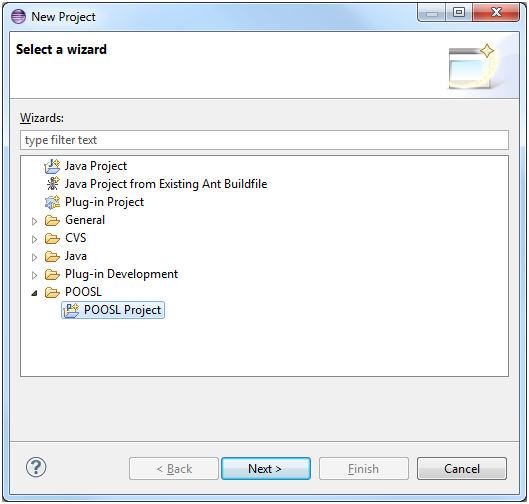 New Project
Select a wizard
Wizards:
type filter text
Java Project
Java Project from Existing Ant Buildfile
Plug-in Project
General
CVS
Java
Plug-in Development
POOSL
POOSL Project
?
< Back
Next >
Finish
Cancel